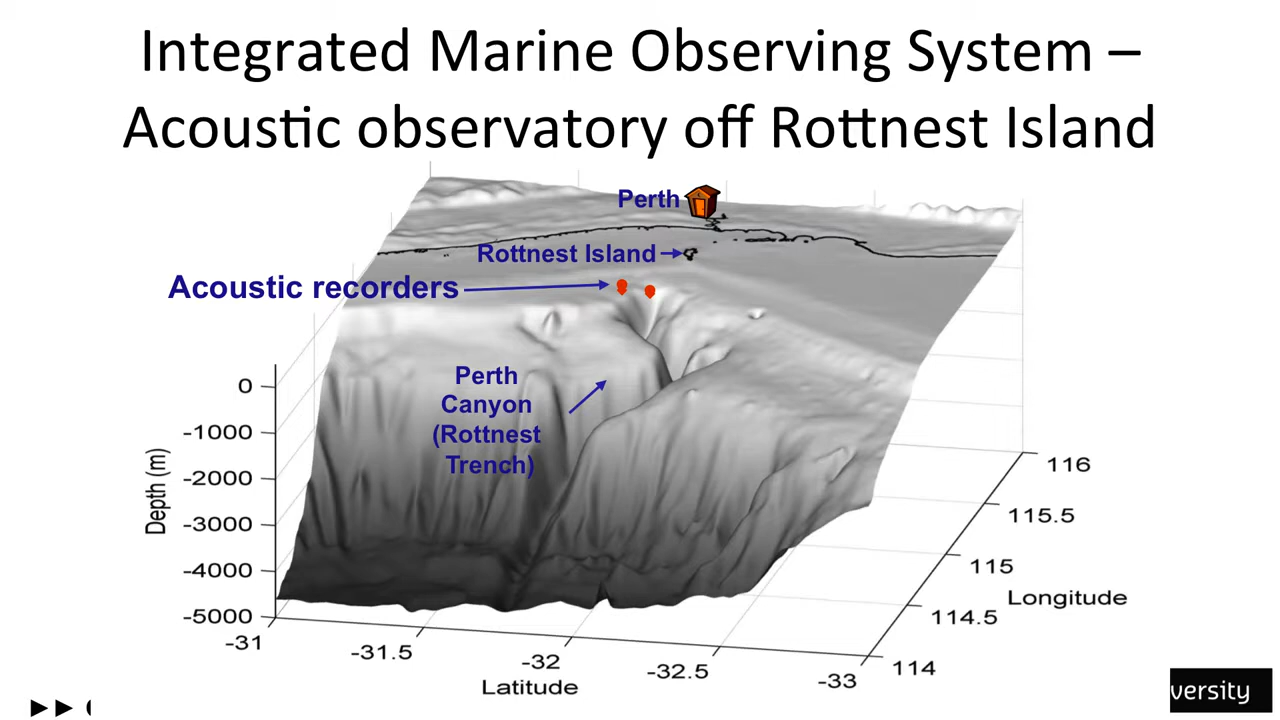 Integrated Marine Observing System –
Acoustic observatory off Rottnest Island
Perth
Rottnest Island
Acoustic recorders
Perth
Canyon
(Rottnest
Trench)
Depth (m)
0
-1000
-2000
-3000
-4000
-5000
-31
-31.5
-32
-32.5
-33
Latitude
114
114.5
115
115.5
116
Longitude
versity